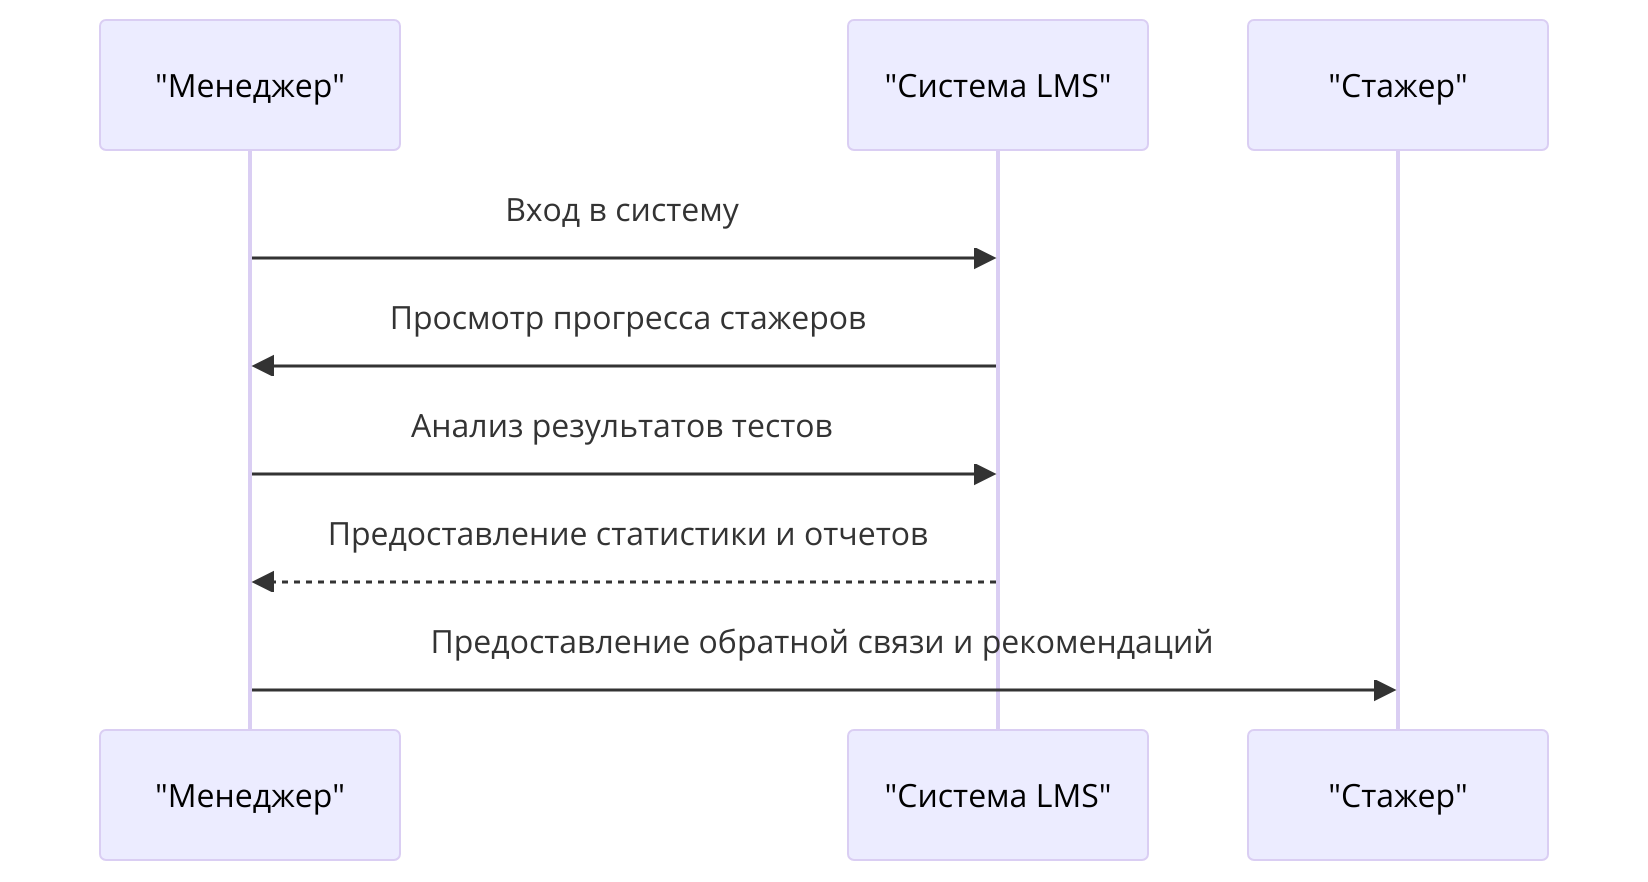 "Менеджер"
"Система LMS"
"Стажер"
Вход в систему
Просмотр прогресса стажеров
Анализ результатов тестов
Предоставление статистики и отчетов
Предоставление обратной связи и рекомендаций
"Менеджер"
"Система LMS"
"Стажер"